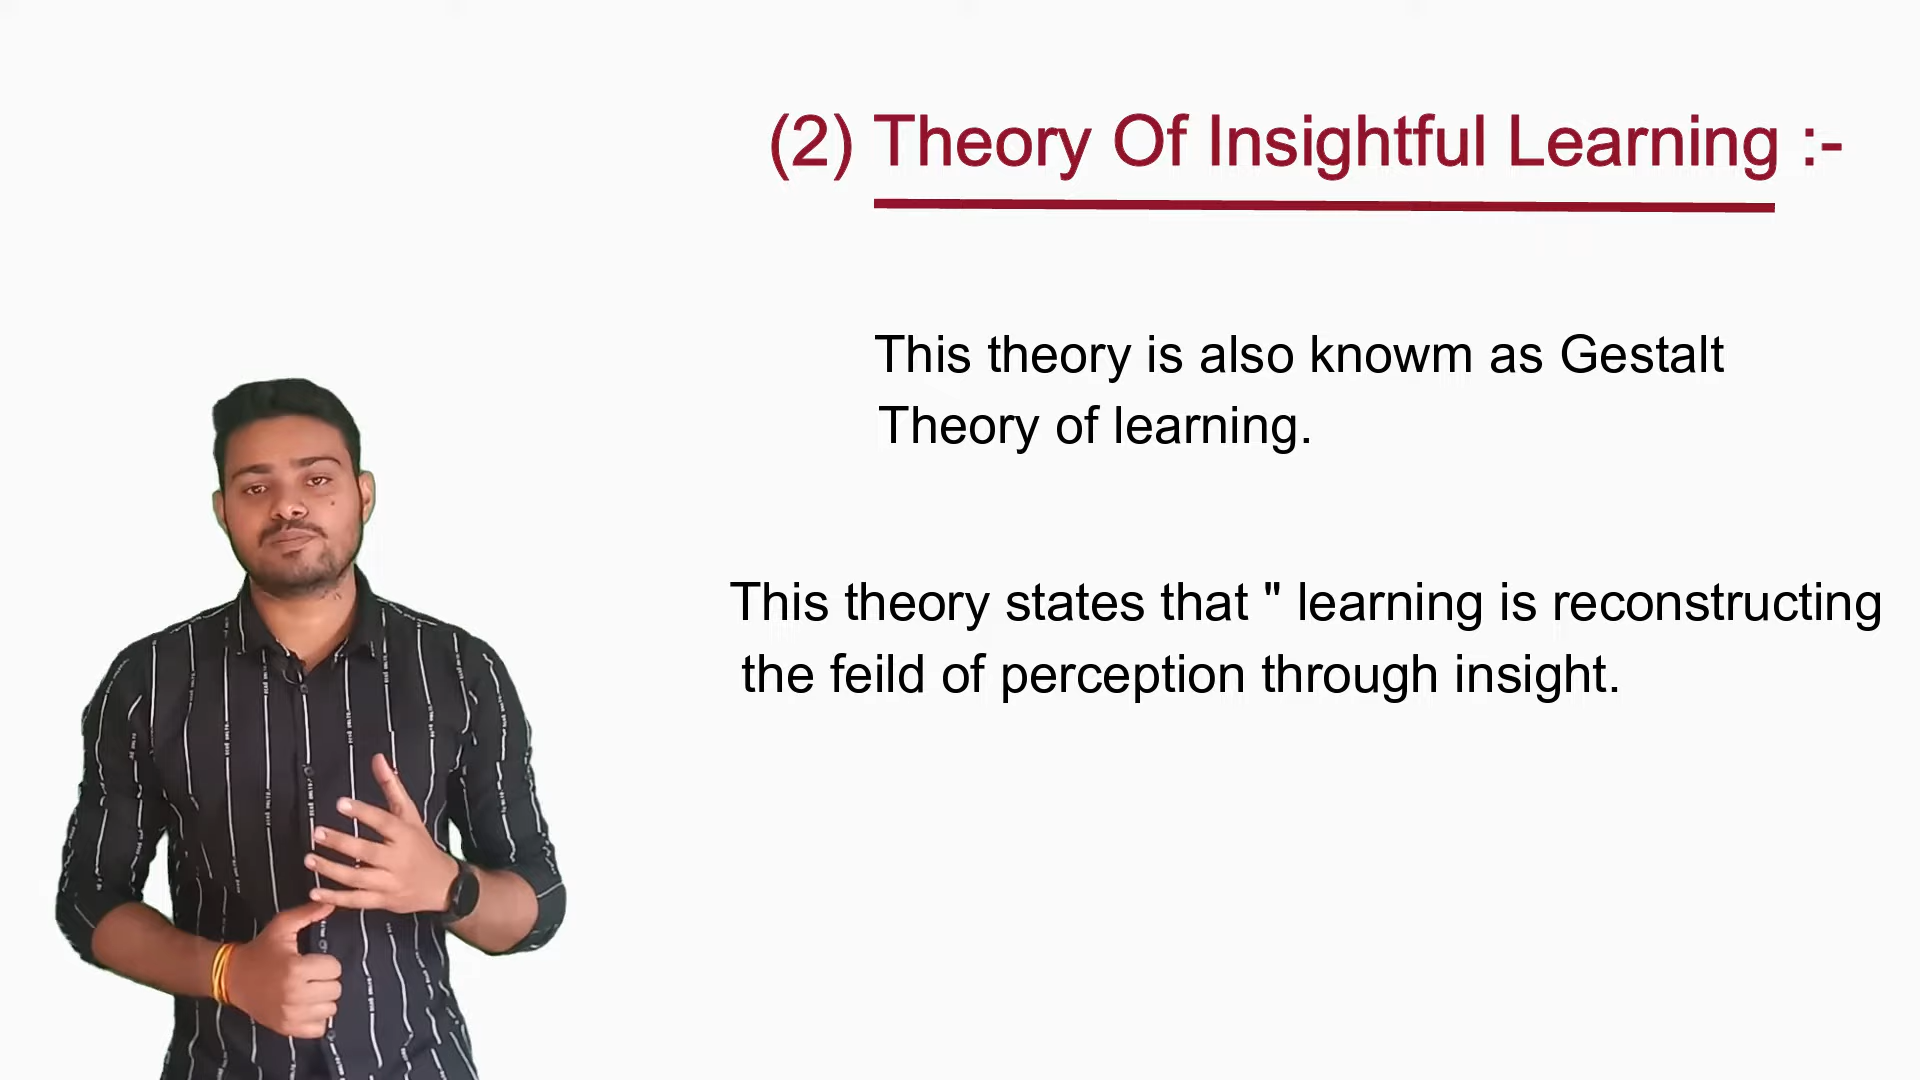 (2) Theory Of Insightful Learning :-
This theory is also knowm as Gestalt
Theory of learning.
This theory states that " learning is reconstructing
the feild of perception through insight.